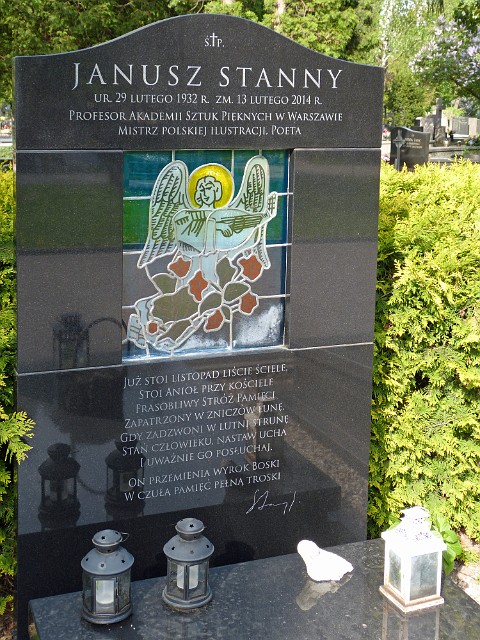 Ś✝P.
JANUSZ STANNY
UR. 29 LUTEGO 1932 R. ZM. 13 LUTEGO 2014 R.
PROFESOR AKADEMII SZTUK PIĘKNYCH W WARSZAWIE
MISTRZ POLSKIEJ ILUSTRACJI, POETA
JUŻ STOI LISTOPAD LIŚCIE ŚCIELE,
STOI ANIOŁ PRZY KOŚCIELE
FRASOBLIWY STRÓŻ PAMIĘCI
ZAPATRZONY W ZNICZÓW ŁUNĘ.
GDY ZADZWONI W LUTNI STRUNĘ
STAŃ CZŁOWIEKU, NASTAW UCHA
I UWAŻNIE GO POSŁUCHAJ.
ON PRZEMIENIA WYROK BOSKI
W CZUŁĄ PAMIĘĆ PEŁNĄ TROSKI